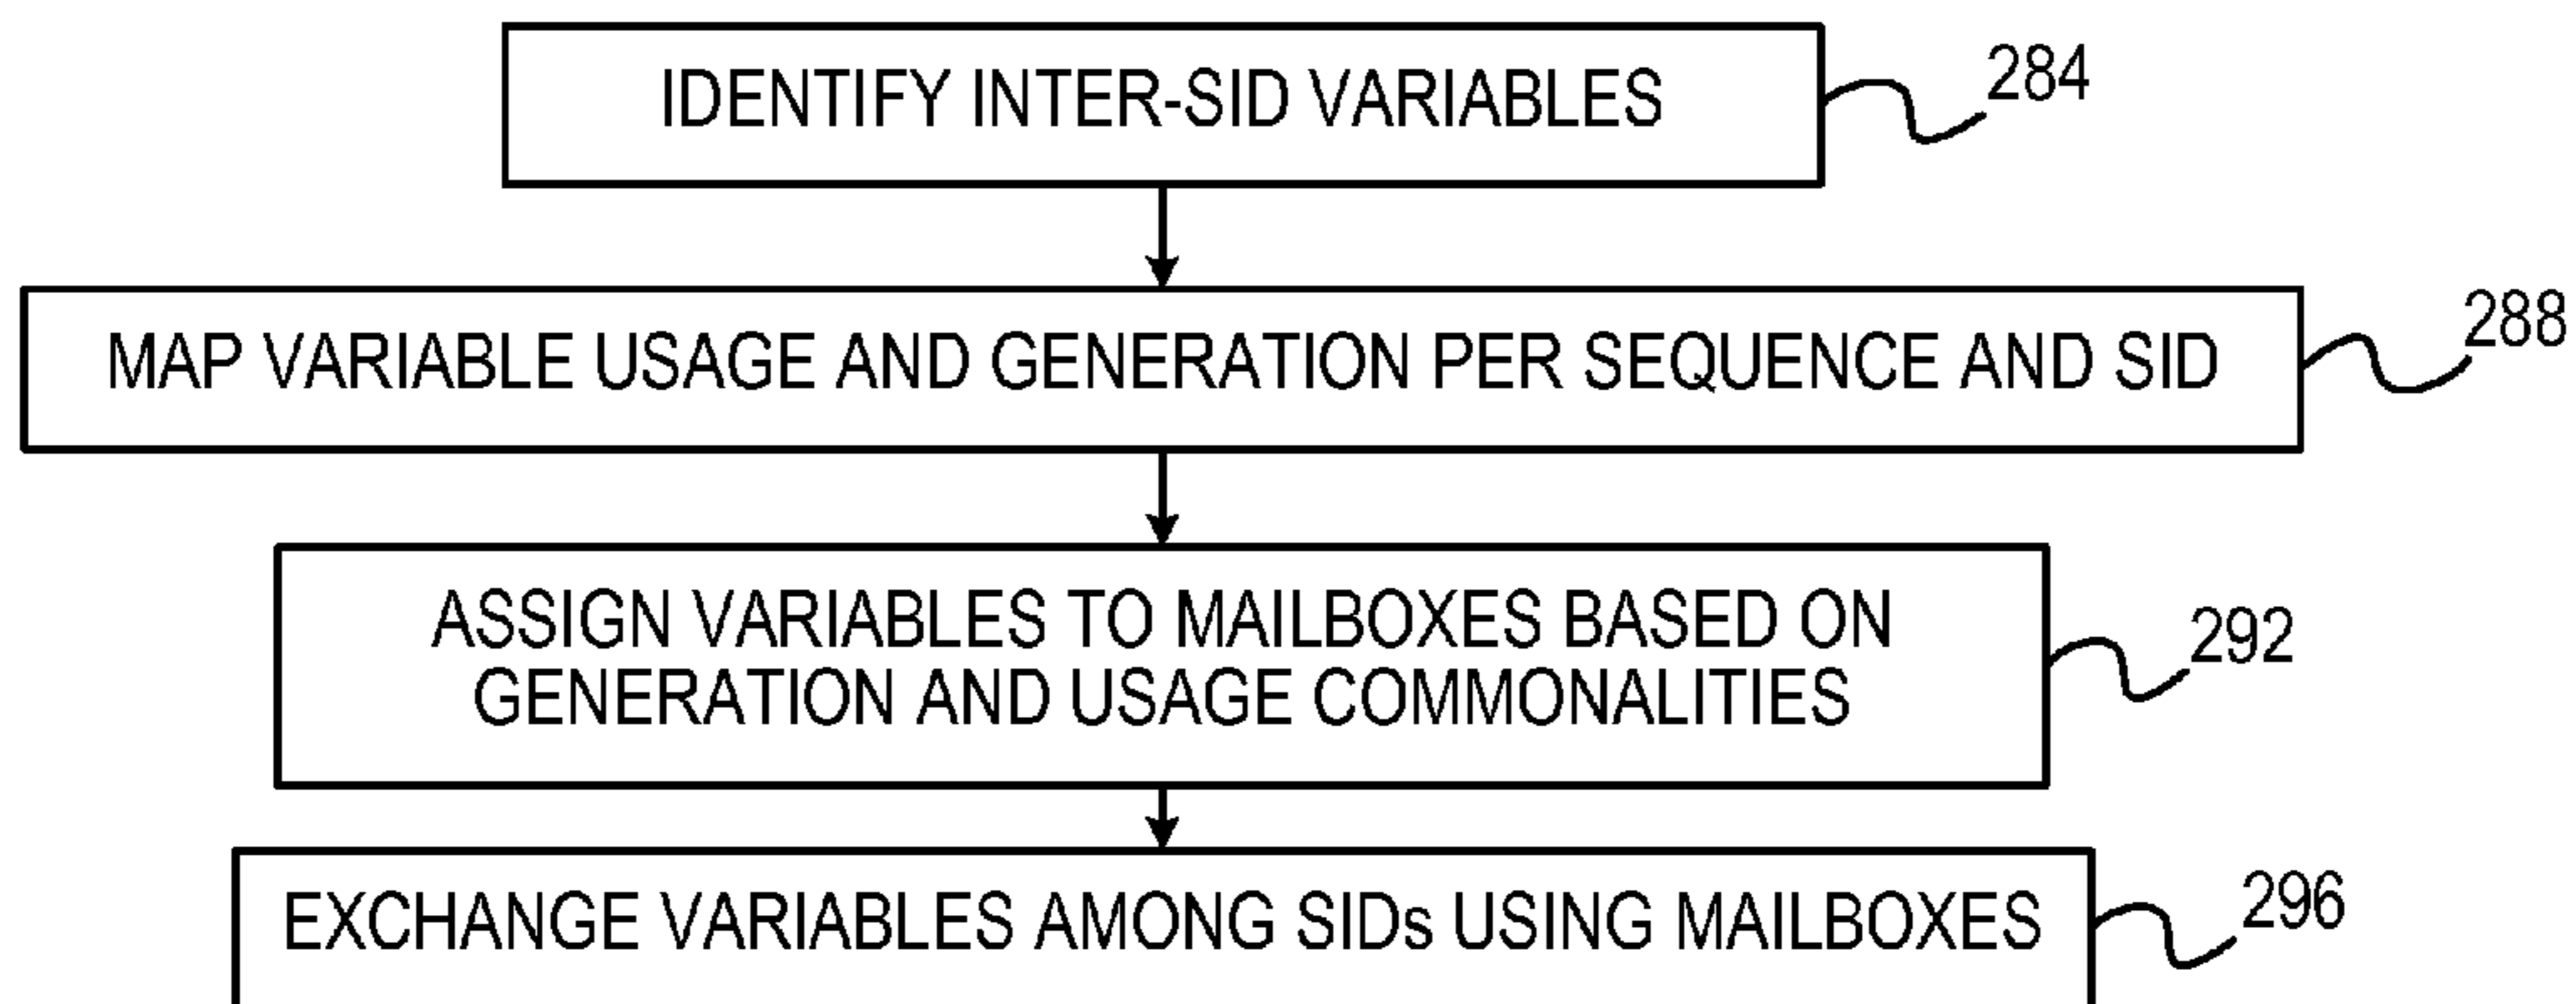 IDENTIFY INTER-SID VARIABLES
284
MAP VARIABLE USAGE AND GENERATION PER SEQUENCE AND SID
288
ASSIGN VARIABLES TO MAILBOXES BASED ON
GENERATION AND USAGE COMMONALITIES
292
EXCHANGE VARIABLES AMONG SIDs USING MAILBOXES
296